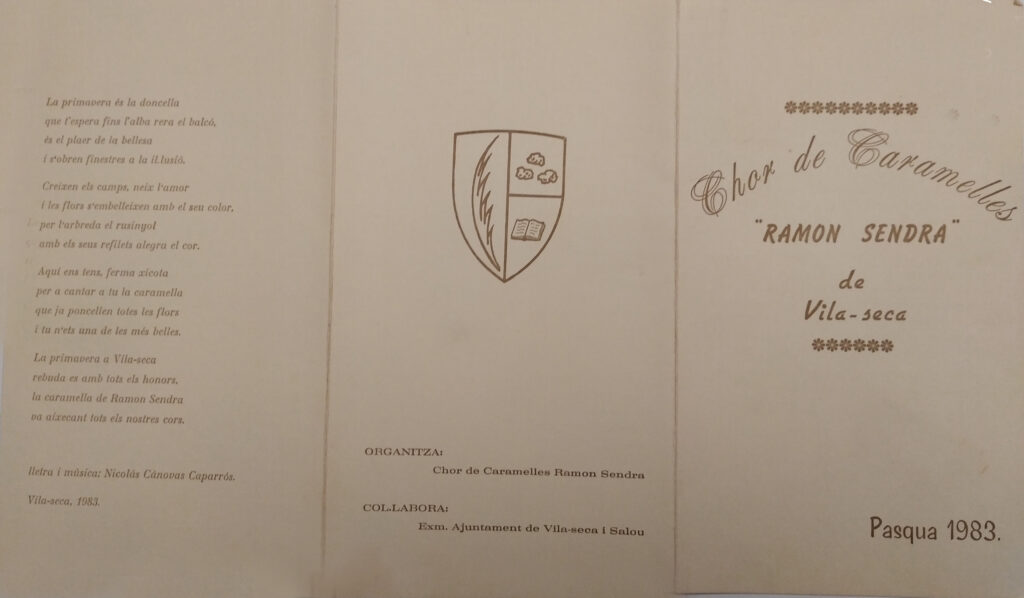 La primavera és la doncella
que t'espera fins l'alba rera el balcó,
és el plaer de la bellesa
i s'obren finestres a la il.lusió.
Creixen els camps, neix l'amor
i les flors s'embelleixen amb el seu color,
per l'arbreda el rusinyol
amb els seus refilets alegra el cor.
Aquí ens tens, ferma xicota
per a cantar a tu la caramella
que ja poncellen totes les flors
i tu n'ets una de les més belles.
La primavera a Vila-seca
rebuda es amb tots els honors,
la caramella de Ramon Sendra
va aixecant tots els nostres cors.
lletra i música: Nicolás Cánovas Caparrós.
Vila-seca, 1983.
ORGANITZA:
Chor de Caramelles Ramon Sendra
COL.LABORA:
Exm. Ajuntament de Vila-seca i Salou
Chor de Caramelles
"RAMON SENDRA"
de
Vila-seca
Pasqua 1983.